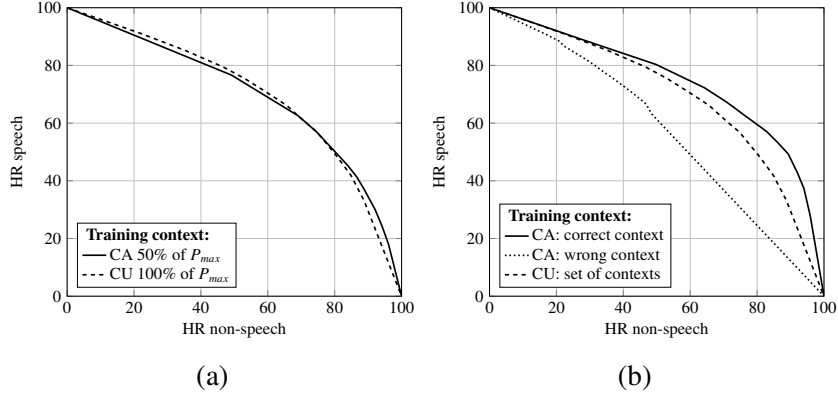 100
80
60
40
20
0
HR speech
Training context:
CA 50% of P_max
CU 100% of P_max
0 20 40 60 80 100
HR non-speech
(a)
100
80
60
40
20
0
HR speech
Training context:
CA: correct context
CA: wrong context
CU: set of contexts
0 20 40 60 80 100
HR non-speech
(b)